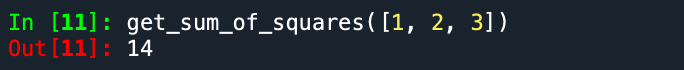 In [11]: get_sum_of_squares([1, 2, 3])
Out[11]: 14